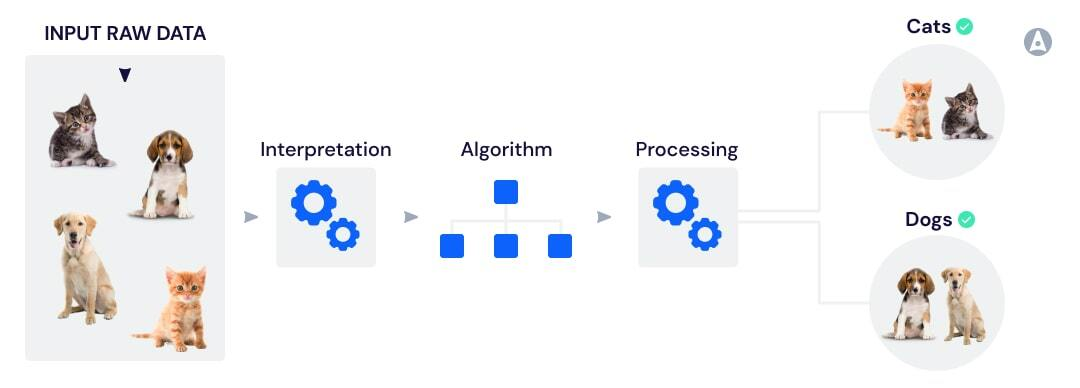 INPUT RAW DATA
Interpretation
Algorithm
Processing
Cats
Dogs